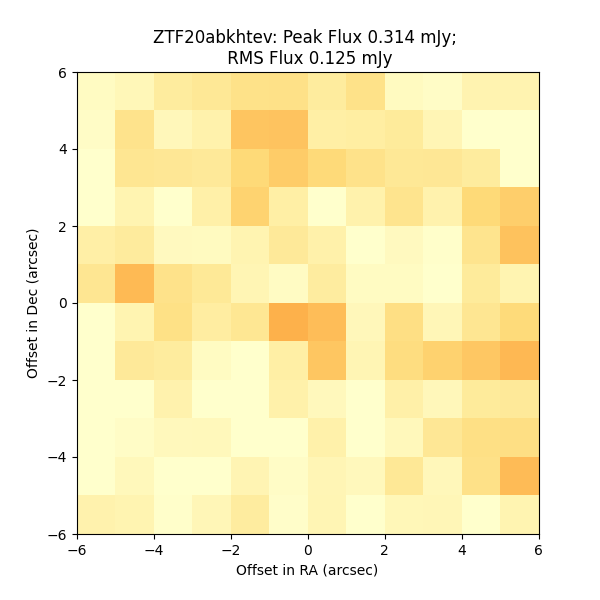 ZTF20abkhtev: Peak Flux 0.314 mJy;
RMS Flux 0.125 mJy
6
4
2
0
−2
−4
−6
Offset in Dec (arcsec)
−6 −4 −2 0 2 4 6
Offset in RA (arcsec)